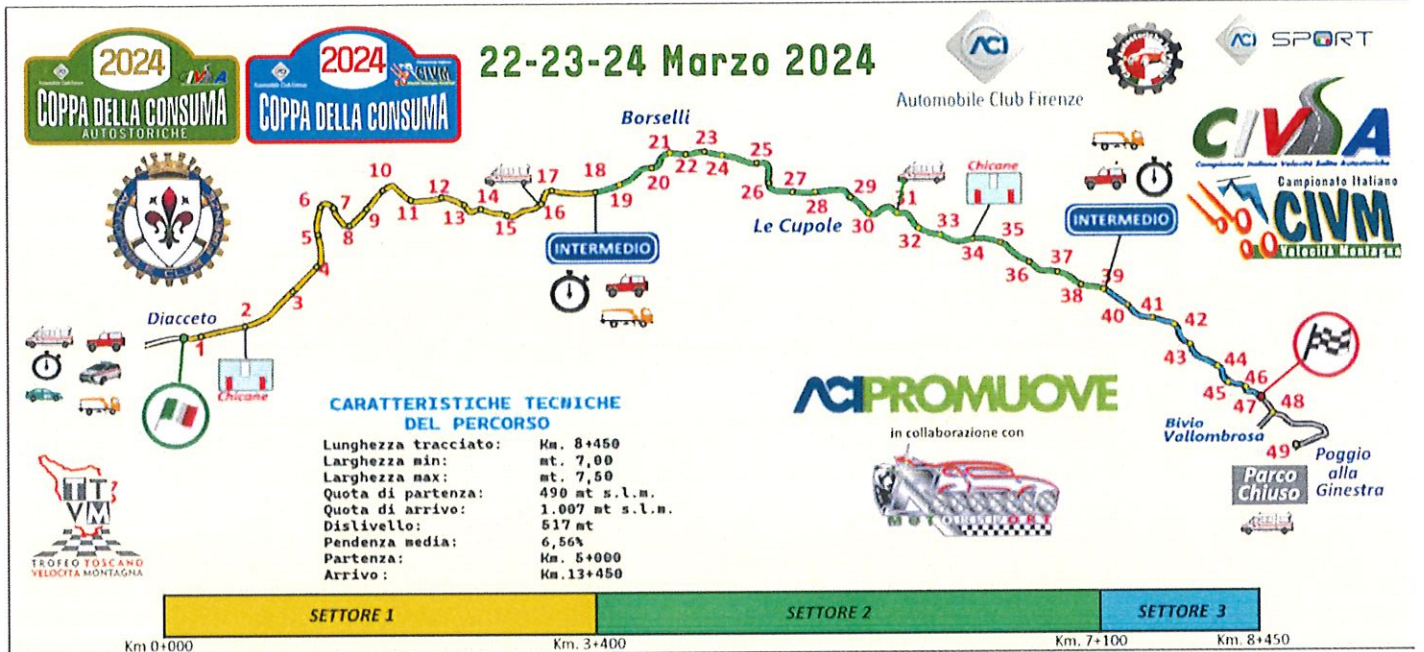 2024
COPPA DELLA CONSUMA
AUTOSTORICHE
2024
CIVM
COPPA DELLA CONSUMA
22-23-24 Marzo 2024
ACI
Automobile Club Firenze
ACI SPORT
CIVSA
Campionato Italiano Velocità Salita Autostoriche
Campionato Italiano
CIVM
Velocità Montagna
Diacceto
Borselli
Le Cupole
Bivio
Vallombrosa
Poggio
alla
Ginestra
1
2
3
4
5
6
7
8
9
10
11
12
13
14
15
16
17
18
19
20
21
22
23
24
25
26
27
28
29
30
31
32
33
34
35
36
37
38
39
40
41
42
43
44
45
46
47
48
49
Chicane
INTERMEDIO
Chicane
INTERMEDIO
Parco
Chiuso
CARATTERISTICHE TECNICHE
DEL PERCORSO
Lunghezza tracciato: Km. 8+450
Larghezza min: mt. 7,00
Larghezza max: mt. 7,50
Quota di partenza: 490 mt s.l.m.
Quota di arrivo: 1.007 mt s.l.m.
Dislivello: 517 mt
Pendenza media: 6,56%
Partenza: Km. 5+000
Arrivo: Km.13+450
ACIPROMUOVE
in collaborazione con
MOTORSPORT
TTVM
TROFEO TOSCANO
VELOCITÀ MONTAGNA
SETTORE 1
SETTORE 2
SETTORE 3
Km 0+000
Km. 3+400
Km. 7+100
Km. 8+450